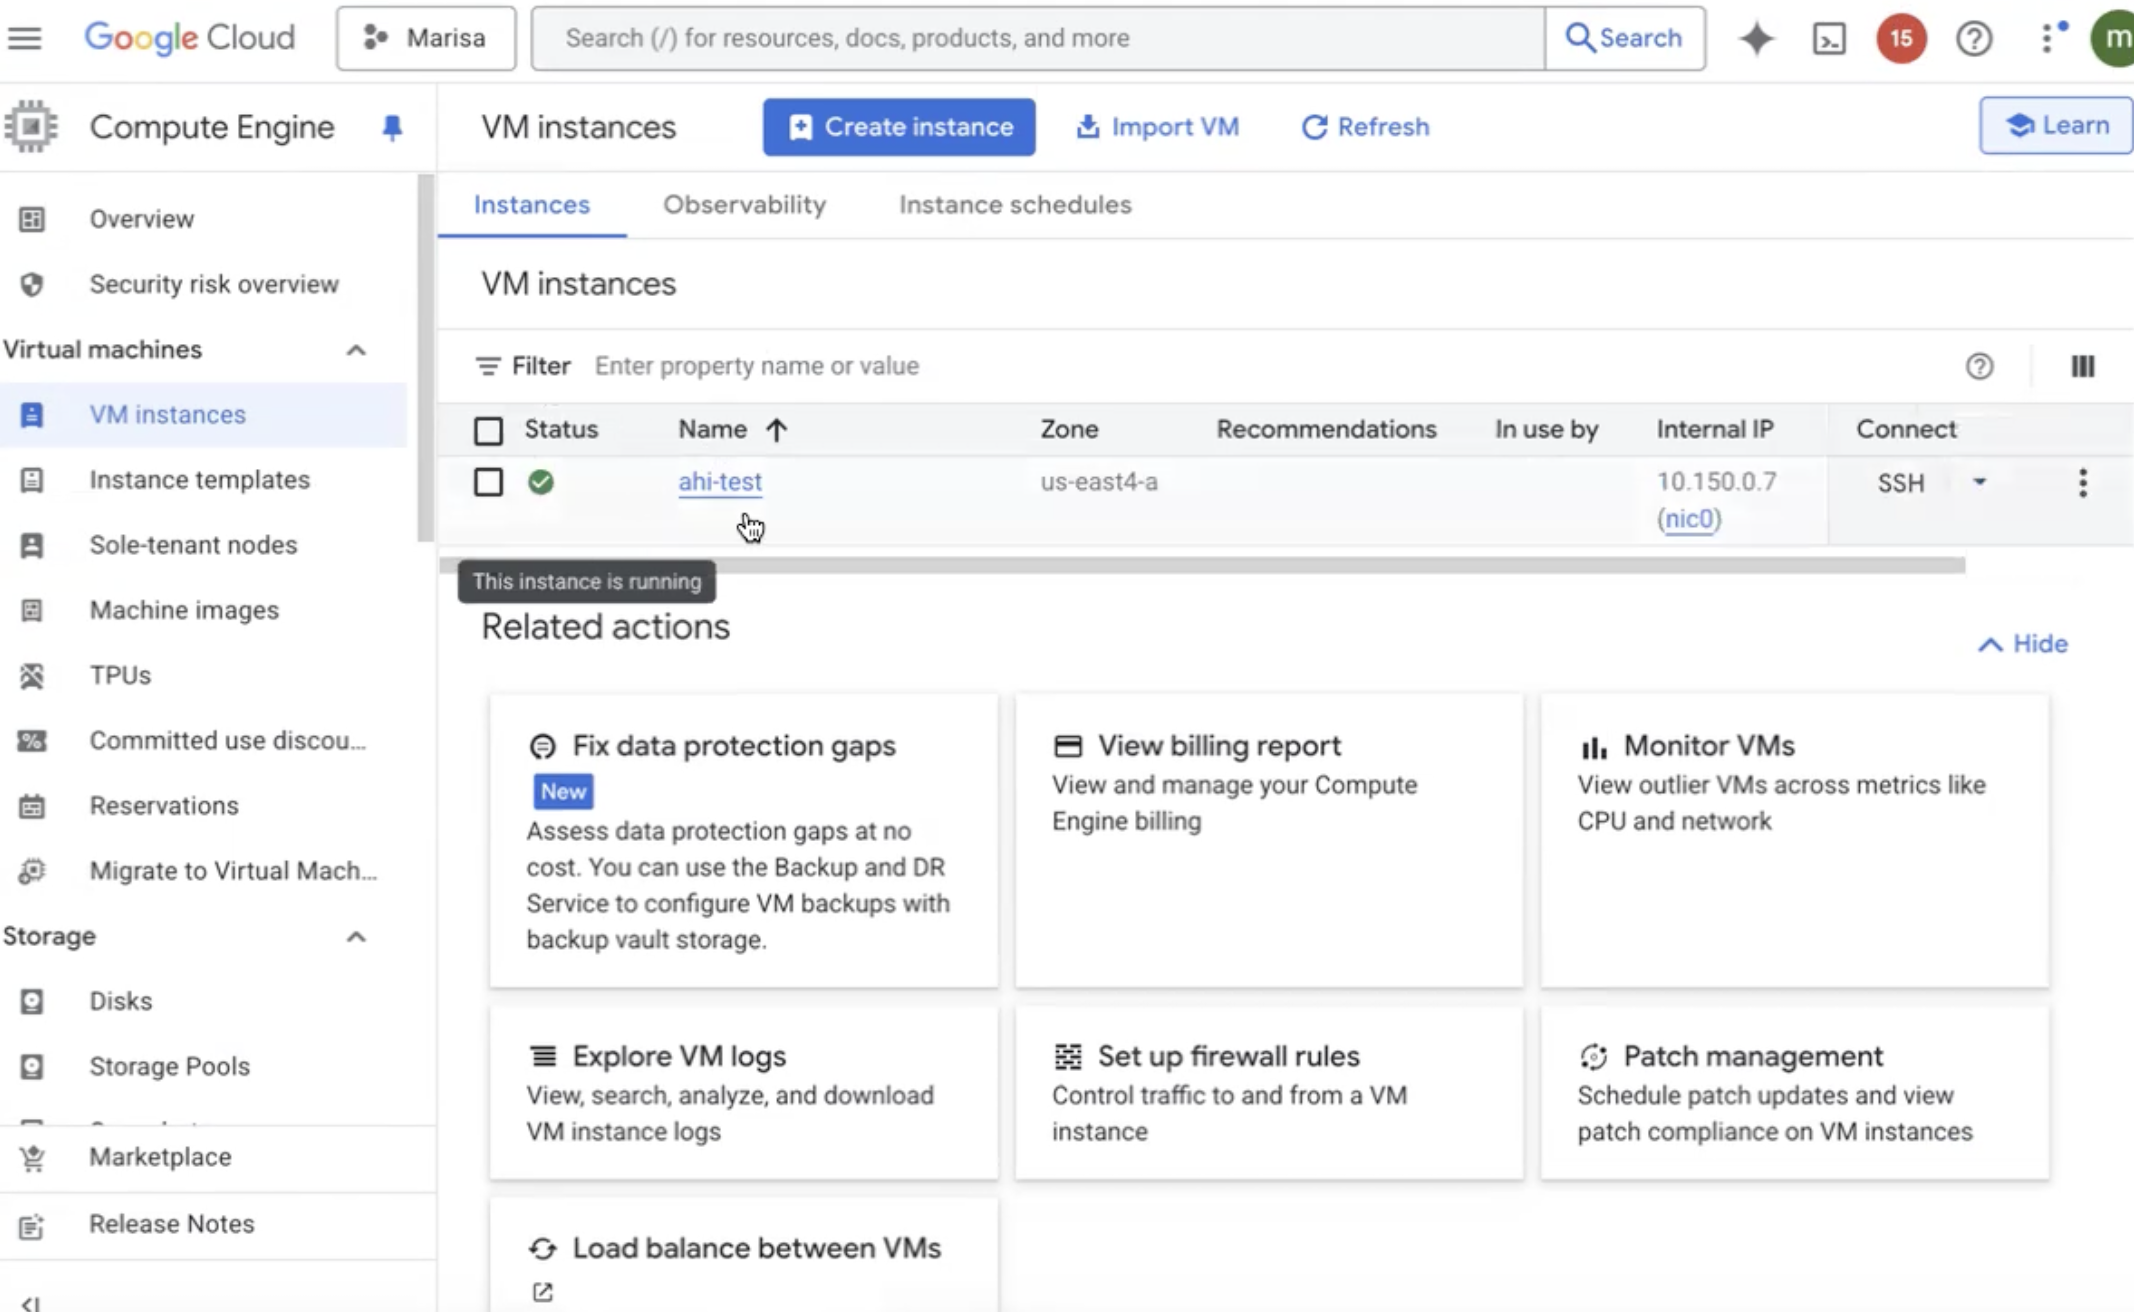 Google Cloud
Marisa
Search (/) for resources, docs, products, and more
Search
15
m
Compute Engine
VM instances
Create instance
Import VM
Refresh
Learn
Overview
Security risk overview
Virtual machines
VM instances
Instance templates
Sole-tenant nodes
Machine images
TPUs
Committed use discou...
Reservations
Migrate to Virtual Mach...
Storage
Disks
Storage Pools
Marketplace
Release Notes
Instances
Observability
Instance schedules
VM instances
Filter
Enter property name or value
Status
Name
Zone
Recommendations
In use by
Internal IP
Connect
ahi-test
us-east4-a
10.150.0.7
(nic0)
SSH
This instance is running
Related actions
Hide
Fix data protection gaps
New
Assess data protection gaps at no
cost. You can use the Backup and DR
Service to configure VM backups with
backup vault storage.
View billing report
View and manage your Compute
Engine billing
Monitor VMs
View outlier VMs across metrics like
CPU and network
Explore VM logs
View, search, analyze, and download
VM instance logs
Set up firewall rules
Control traffic to and from a VM
instance
Patch management
Schedule patch updates and view
patch compliance on VM instances
Load balance between VMs